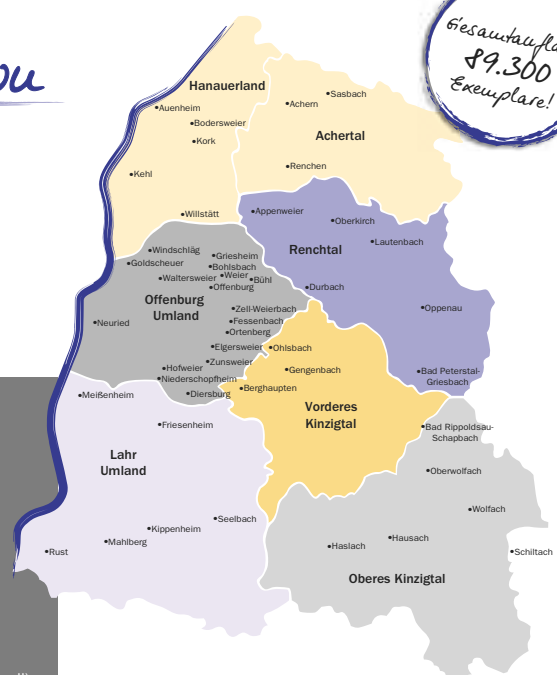 Gesamtaufla
89.300
Exemplare!
Hanauerland
Sasbach
Achern
Auenheim
Bodersweier
Achertal
Kork
Renchen
Kehl
Appenweier
Willstätt
Oberkirch
Lautenbach
Renchtal
Windschläg
Griesheim
Goldscheuer
Bohlsbach
Waltersweier
Weier
Bühl
Offenburg
Durbach
Offenburg
Umland
Zell-Weierbach
Oppenau
Neuried
Fessenbach
Ortenberg
Elgersweier
Ohlsbach
Zunsweier
Hofweier
Gengenbach
Bad Peterstal-
Griesbach
Niederschopfheim
Berghaupten
Meißenheim
Diersburg
Vorderes
Kinzigtal
Friesenheim
Bad Rippoldsau-
Schapbach
Lahr
Umland
Oberwolfach
Wolfach
Seelbach
Kippenheim
Mahlberg
Hausach
Haslach
Rust
Schiltach
Oberes Kinzigtal